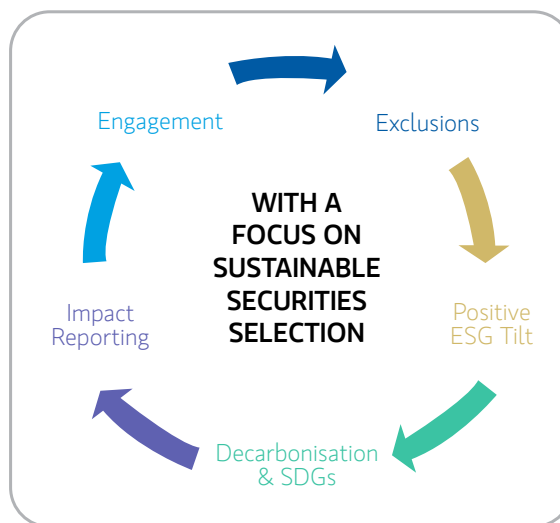 Engagement
Exclusions
WITH A
FOCUS ON
SUSTAINABLE
SECURITIES
SELECTION
Impact
Reporting
Positive
ESG Tilt
Decarbonisation
& SDGs